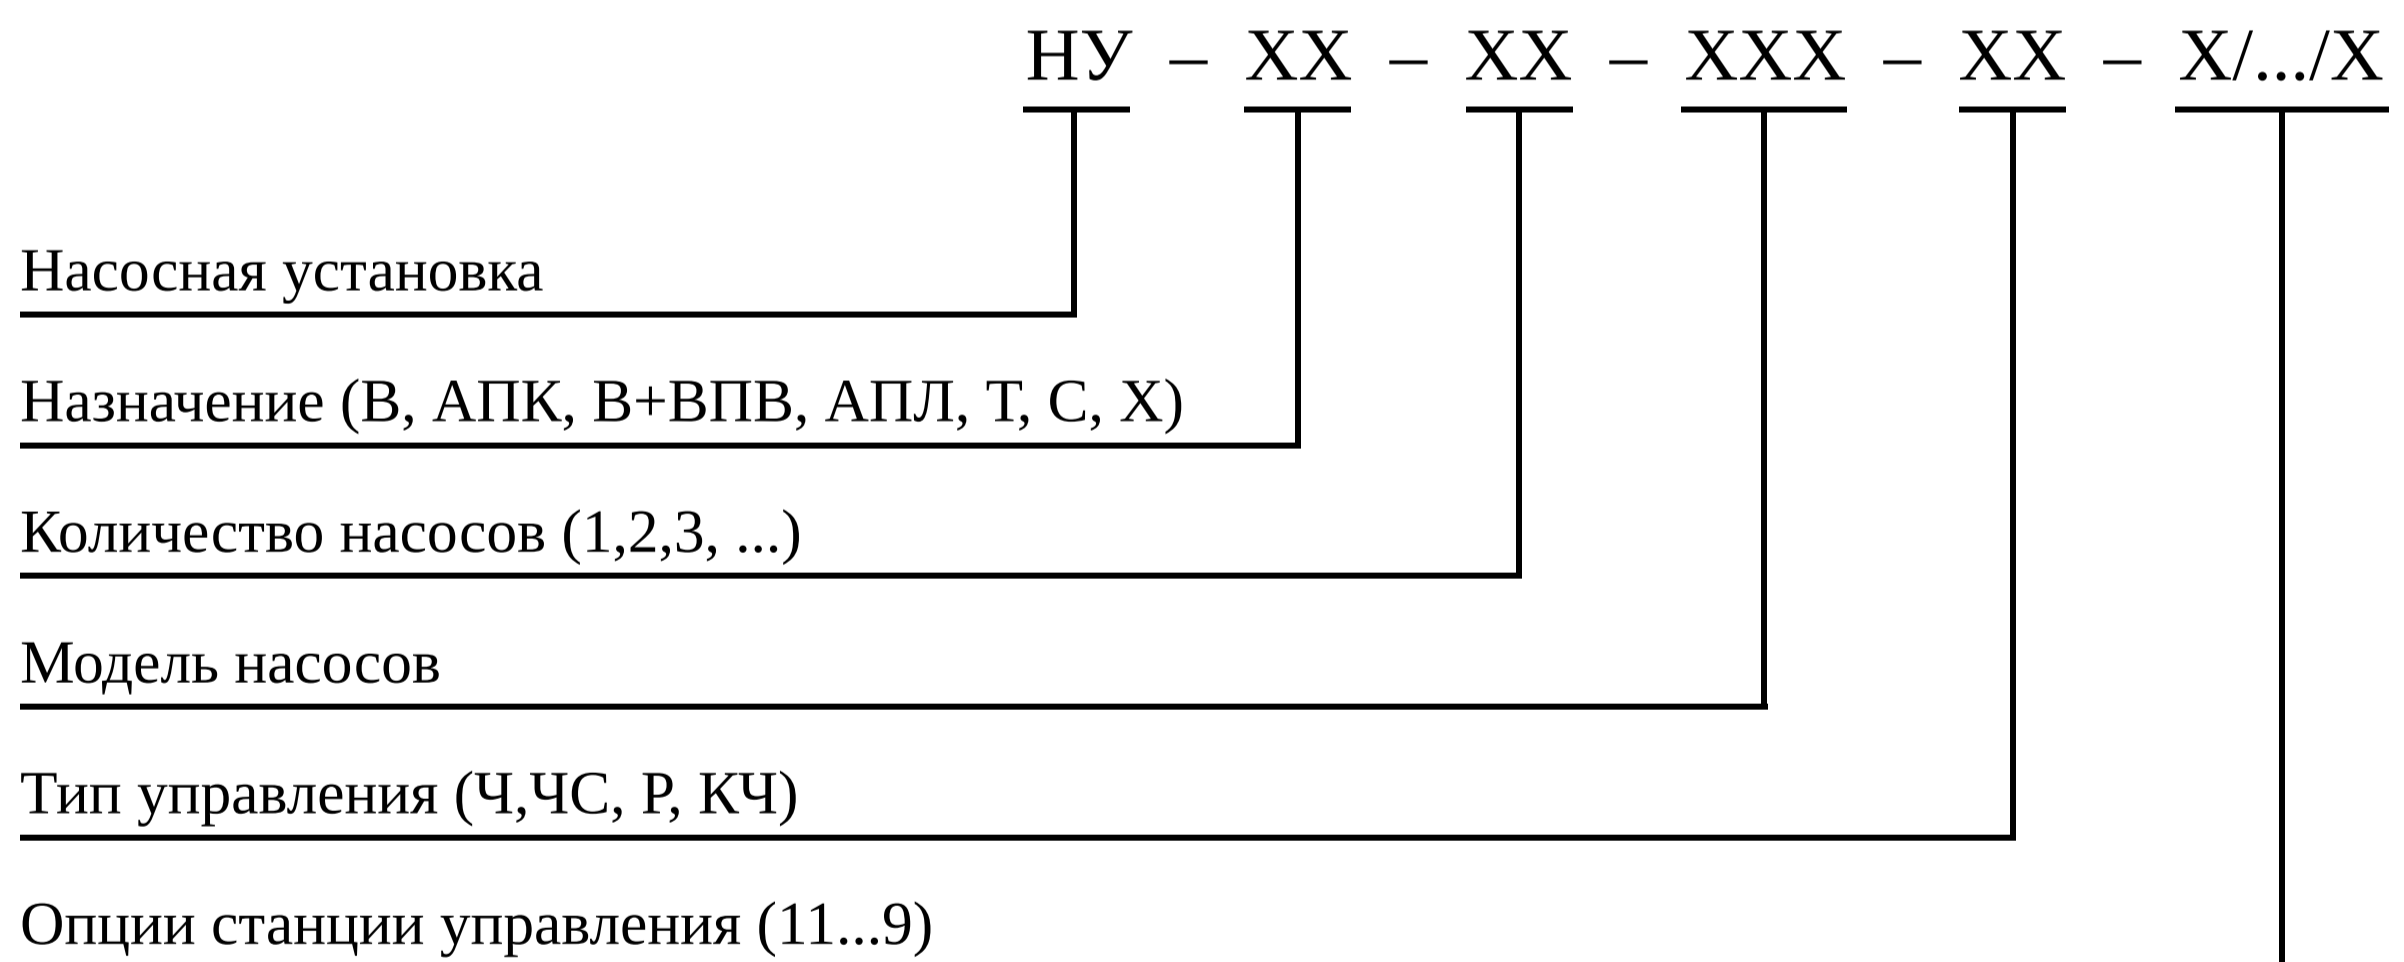 НУ – ХХ – ХХ – ХХХ – ХХ – Х/.../Х
Насосная установка
Назначение (В, АПК, В+ВПВ, АПЛ, Т, С, Х)
Количество насосов (1,2,3, ...)
Модель насосов
Тип управления (Ч,ЧС, Р, КЧ)
Опции станции управления (11...9)